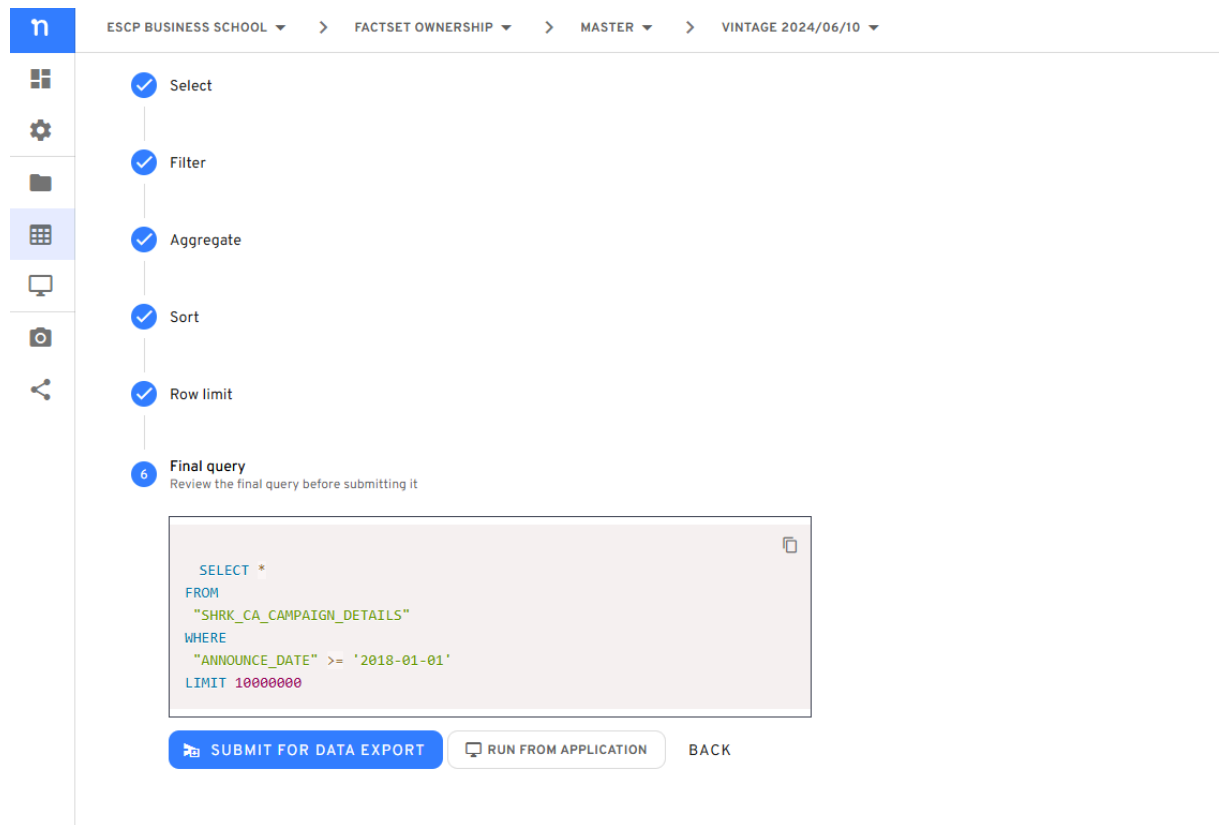 n
ESCP BUSINESS SCHOOL > FACTSET OWNERSHIP > MASTER > VINTAGE 2024/06/10
Select
Filter
Aggregate
Sort
Row limit
6 Final query
Review the final query before submitting it
SELECT *
FROM
"SHRK_CA_CAMPAIGN_DETAILS"
WHERE
"ANNOUNCE_DATE" >= '2018-01-01'
LIMIT 10000000
SUBMIT FOR DATA EXPORT RUN FROM APPLICATION BACK